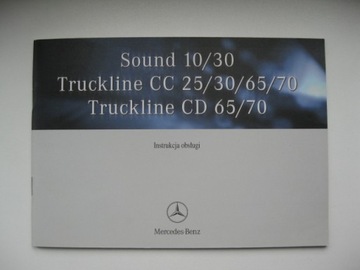 Sound 10/30
Truckline CC 25/30/65/70
Truckline CD 65/70
Instrukcja obsługi
Mercedes-Benz